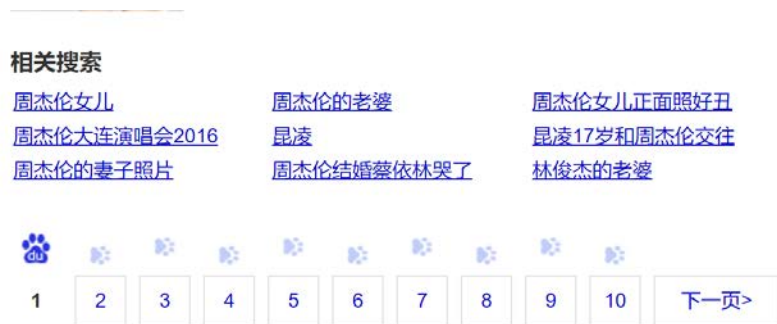 相关搜索
周杰伦女儿 周杰伦的老婆 周杰伦女儿正面照好丑
周杰伦大连演唱会2016 昆凌 昆凌17岁和周杰伦交往
周杰伦的妻子照片 周杰伦结婚蔡依林哭了 林俊杰的老婆
du
1 2 3 4 5 6 7 8 9 10 下一页>